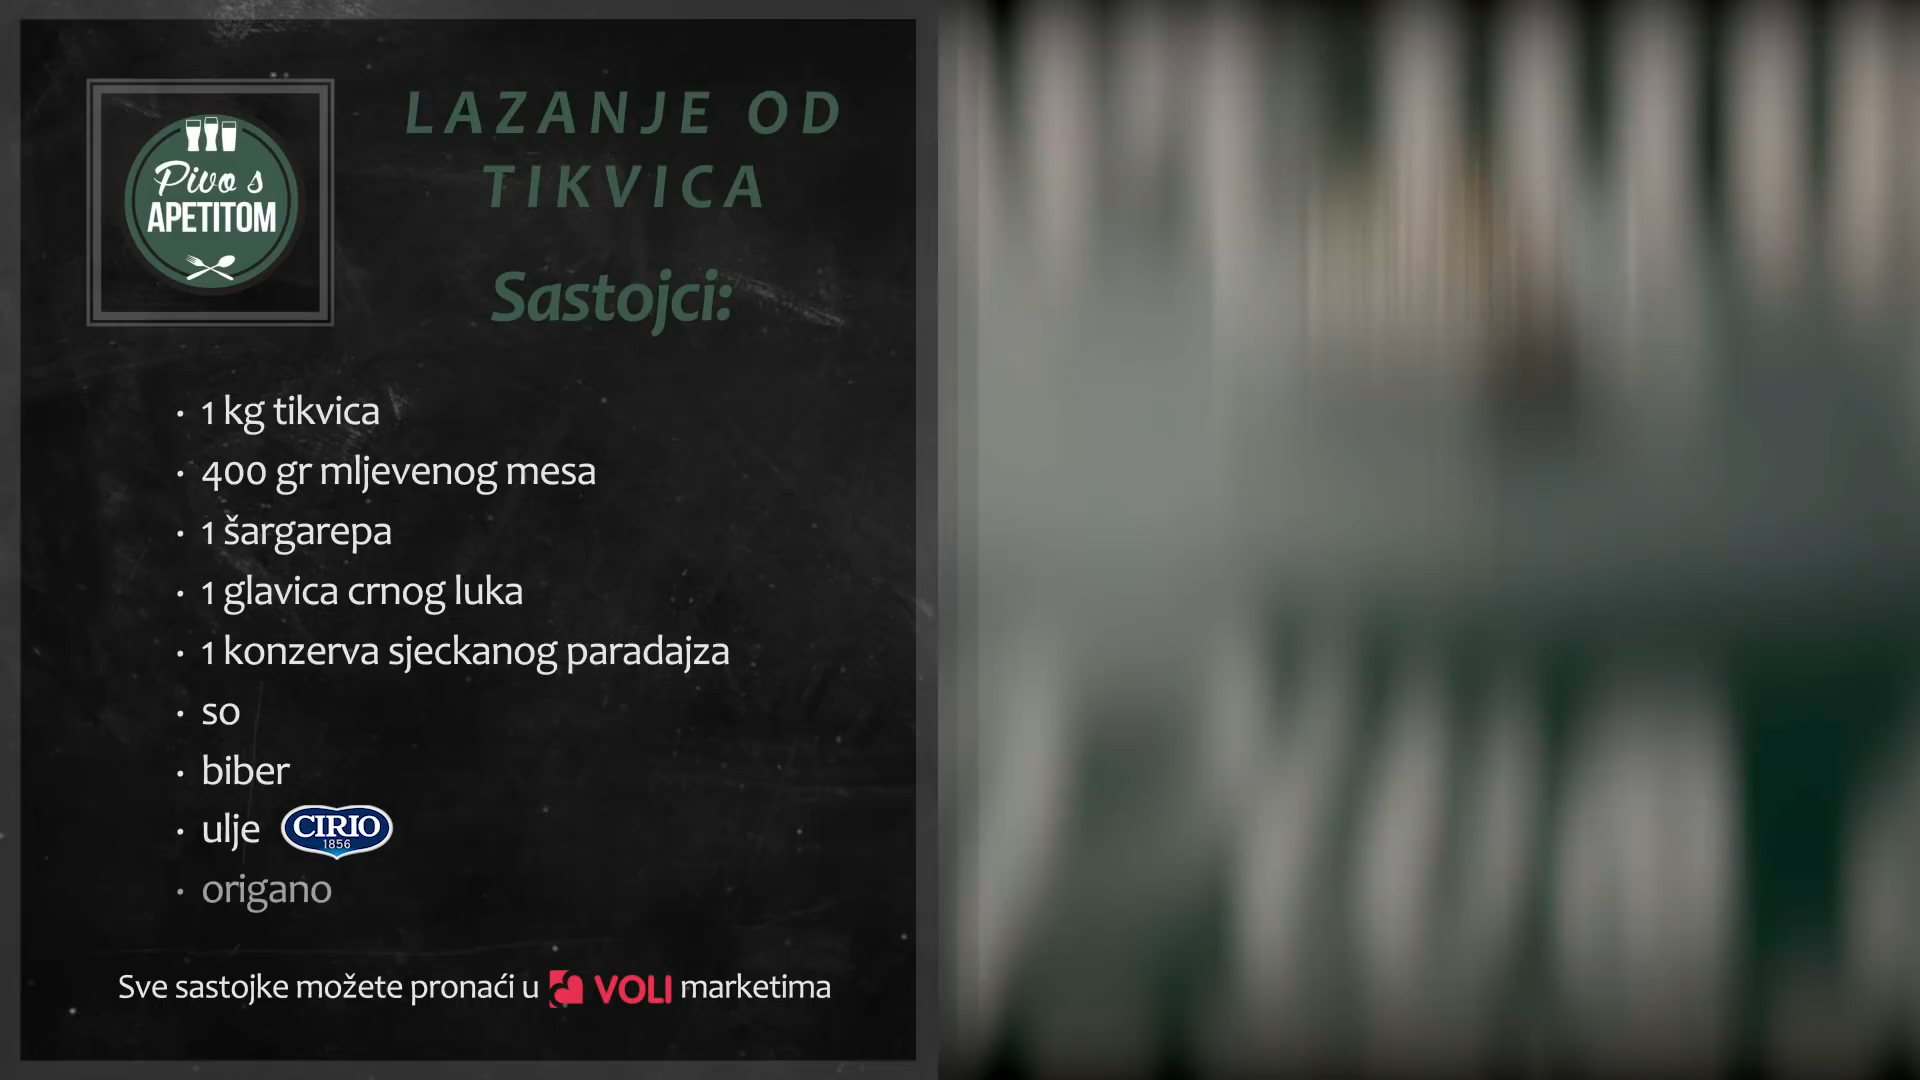 Pivo s
APETITOM
LAZANJE OD
TIKVICA
Sastojci:
· 1 kg tikvica
· 400 gr mljevenog mesa
· 1 šargarepa
· 1 glavica crnog luka
· 1 konzerva sjeckanog paradajza
· so
· biber
· ulje CIRIO 1856
· origano
Sve sastojke možete pronaći u VOLI marketima